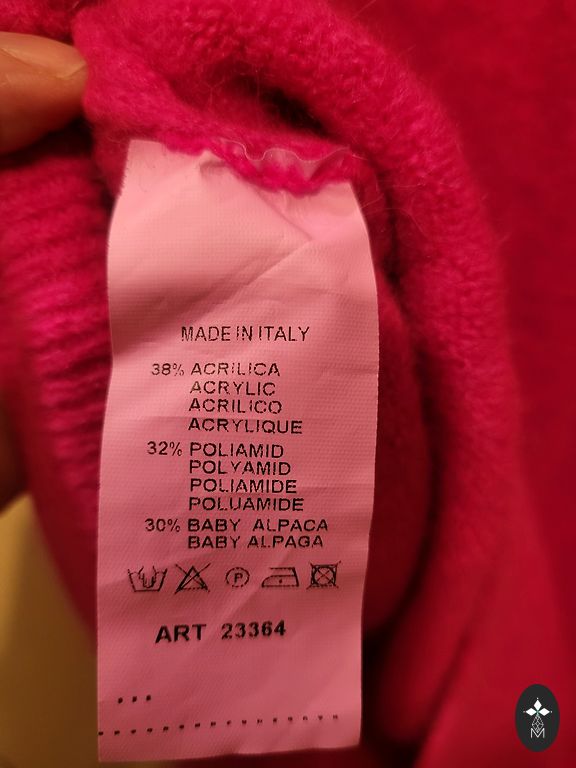 MADE IN ITALY
38% ACRILICA
ACRYLIC
ACRILICO
ACRYLIQUE
32% POLIAMID
POLYAMID
POLIAMIDE
POLUAMIDE
30% BABY ALPACA
BABY ALPAGA
P
ART 23364
M